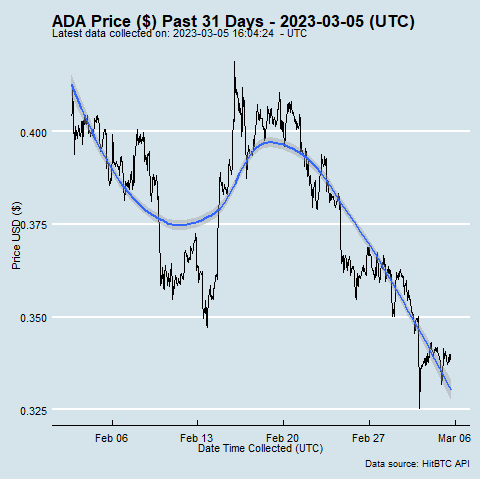 ADA Price ($) Past 31 Days - 2023-03-05 (UTC)
Latest data collected on: 2023-03-05 16:04:24  - UTC
Price USD ($)
0.400
0.375
0.350
0.325
Feb 06
Feb 13
Feb 20
Feb 27
Mar 06
Date Time Collected (UTC)
Data source: HitBTC API